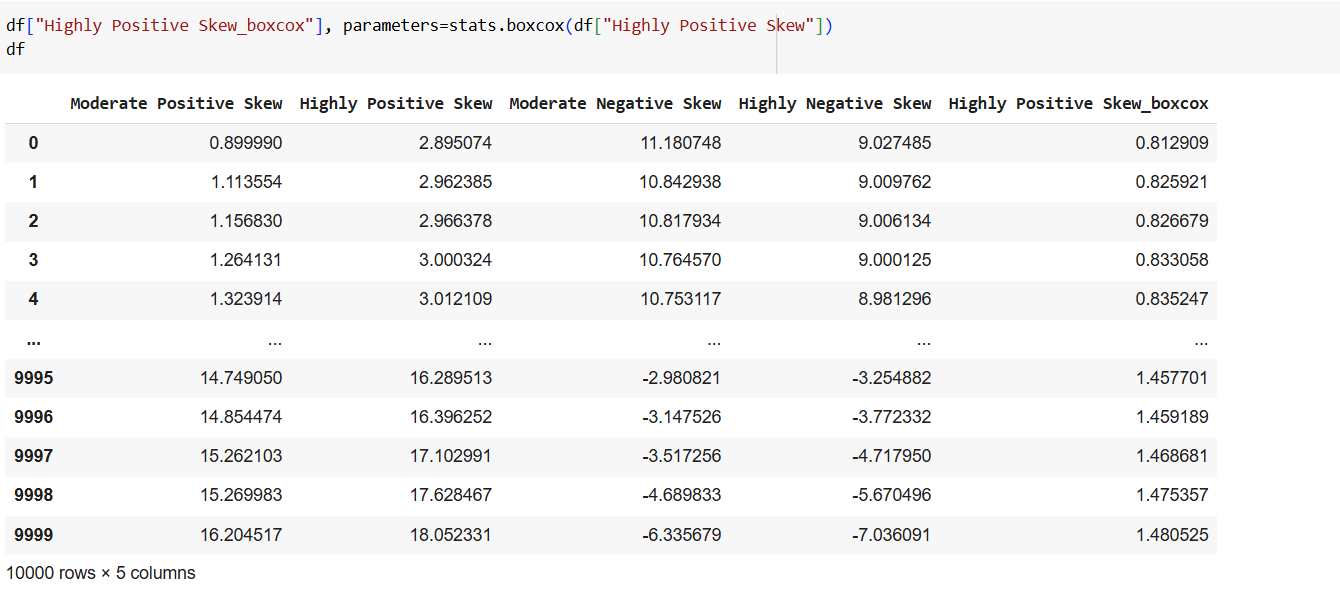 df["Highly Positive Skew_boxcox"], parameters=stats.boxcox(df["Highly Positive Skew"])
df
Moderate Positive Skew Highly Positive Skew Moderate Negative Skew Highly Negative Skew Highly Positive Skew_boxcox
0 0.899990 2.895074 11.180748 9.027485 0.812909
1 1.113554 2.962385 10.842938 9.009762 0.825921
2 1.156830 2.966378 10.817934 9.006134 0.826679
3 1.264131 3.000324 10.764570 9.000125 0.833058
4 1.323914 3.012109 10.753117 8.981296 0.835247
... ... ... ... ... ...
9995 14.749050 16.289513 -2.980821 -3.254882 1.457701
9996 14.854474 16.396252 -3.147526 -3.772332 1.459189
9997 15.262103 17.102991 -3.517256 -4.717950 1.468681
9998 15.269983 17.628467 -4.689833 -5.670496 1.475357
9999 16.204517 18.052331 -6.335679 -7.036091 1.480525
10000 rows × 5 columns